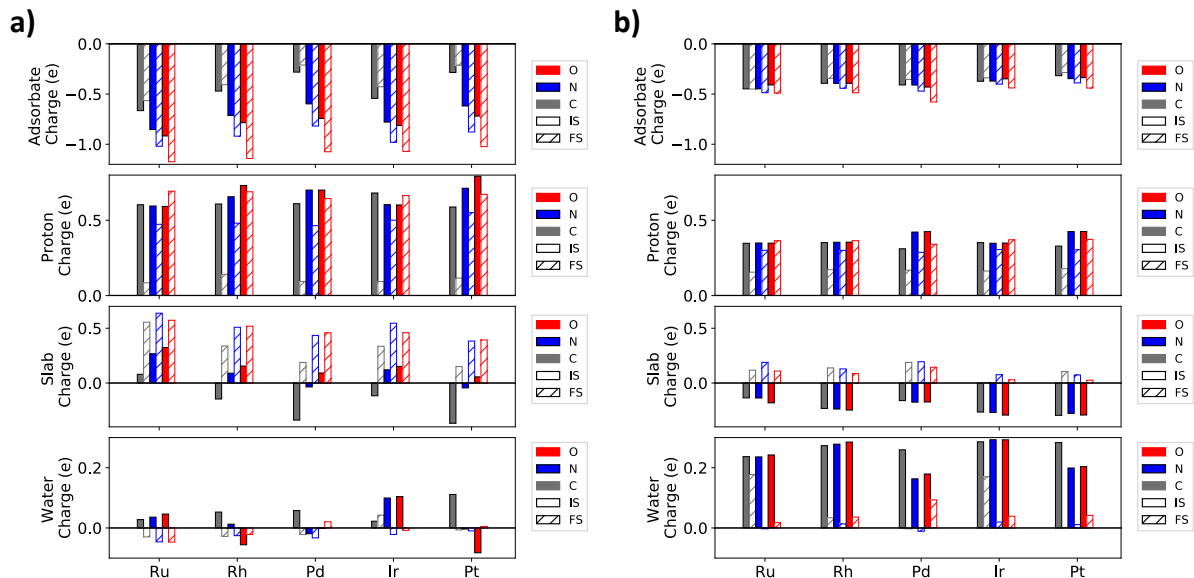 a)
Adsorbate
Charge (e)
0.0
−0.5
−1.0
O
N
C
IS
FS
Proton
Charge (e)
0.5
0.0
O
N
C
IS
FS
Slab
Charge (e)
0.5
0.0
O
N
C
IS
FS
Water
Charge (e)
0.2
0.0
O
N
C
IS
FS
Ru Rh Pd Ir Pt
b)
Adsorbate
Charge (e)
0.0
−0.5
−1.0
O
N
C
IS
FS
Proton
Charge (e)
0.5
0.0
O
N
C
IS
FS
Slab
Charge (e)
0.5
0.0
O
N
C
IS
FS
Water
Charge (e)
0.2
0.0
O
N
C
IS
FS
Ru Rh Pd Ir Pt